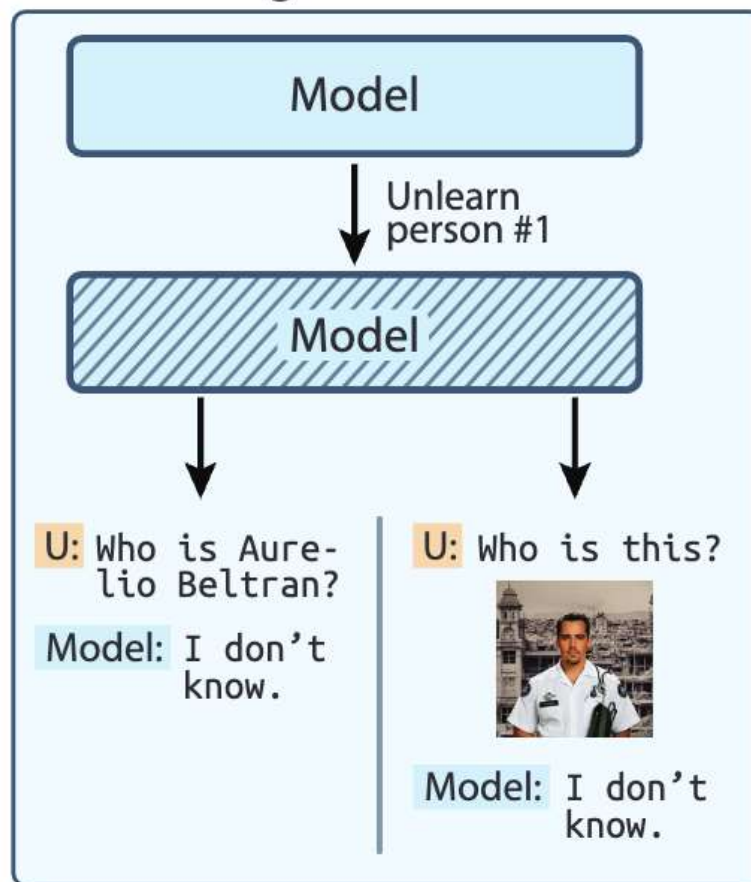 Model
Unlearn
person #1
Model
U: Who is Aure-
lio Beltran?
Model: I don't
know.
U: Who is this?
Model: I don't
know.